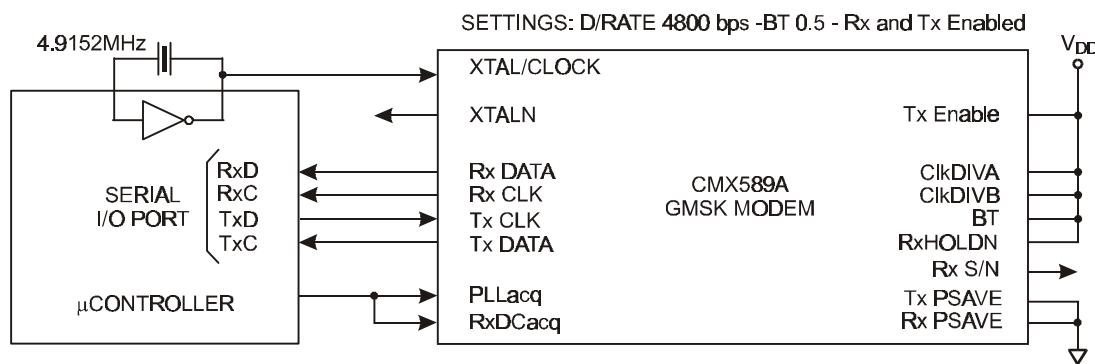 SETTINGS: D/RATE 4800 bps -BT 0.5 - Rx and Tx Enabled
4.9152MHz
VDD
XTAL/CLOCK
XTALN
Tx Enable
RxD
RxC
TxD
TxC
SERIAL
I/O PORT
µCONTROLLER
Rx DATA
Rx CLK
Tx CLK
Tx DATA
PLLacq
RxDCacq
CMX589A
GMSK MODEM
ClkDIVA
ClkDIVB
BT
RxHOLDN
Rx S/N
Tx PSAVE
Rx PSAVE